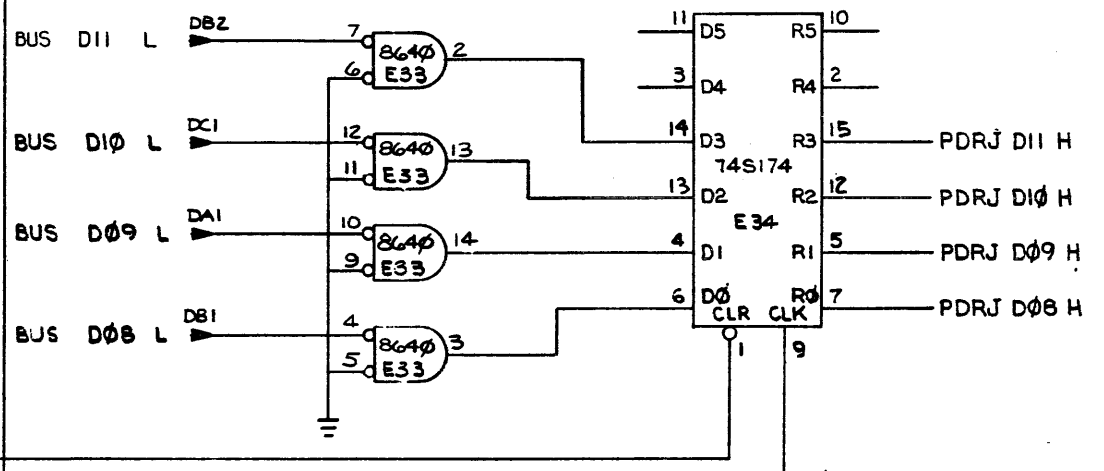 BUS D11 L DB2 7 8640 E33 2 6
11 D5 R5 10
3 D4 R4 2
BUS D10 L DC1 12 8640 E33 13 11
14 D3 R3 15 PDRJ D11 H
74S174
13 D2 R2 12 PDRJ D10 H
E34
BUS D09 L DA1 10 8640 E33 14 9
4 D1 R1 5 PDRJ D09 H
6 DØ RØ 7 PDRJ D08 H
CLR CLK
1 9
BUS D08 L DB1 4 8640 E33 3 5